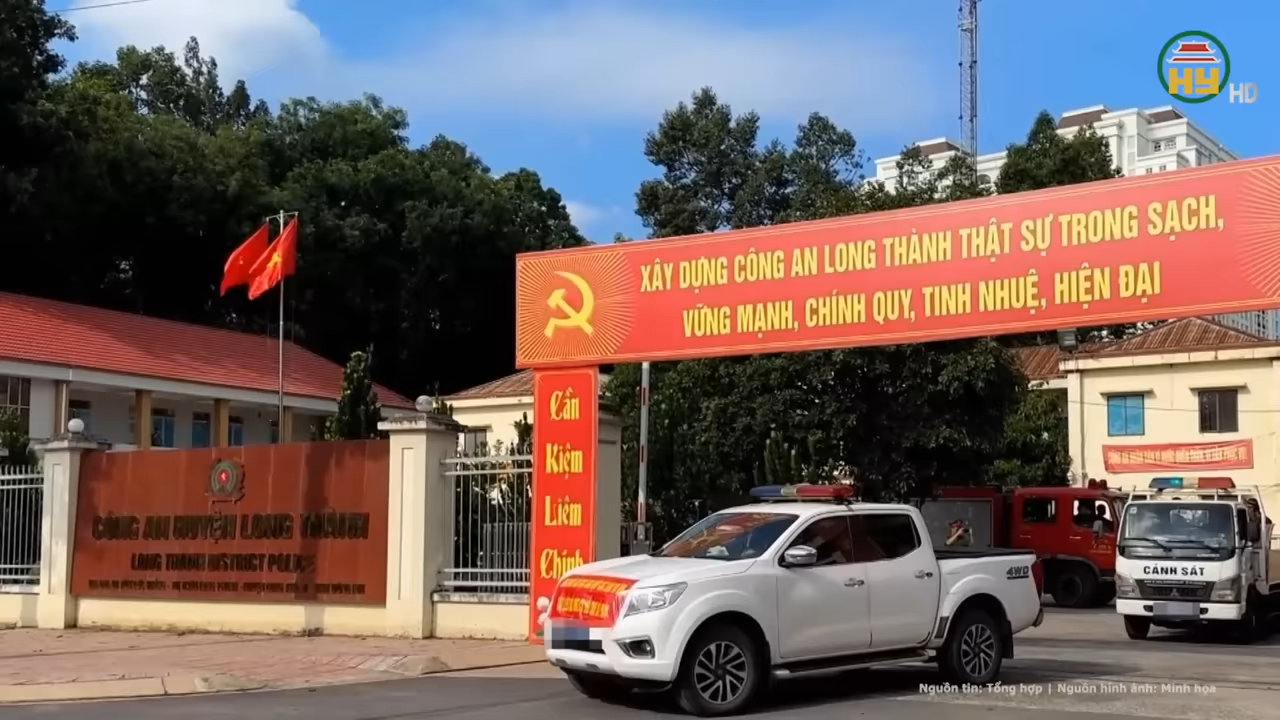 HY HD
XÂY DỰNG CÔNG AN LONG THÀNH THẬT SỰ TRONG SẠCH,
VỮNG MẠNH, CHÍNH QUY, TINH NHUỆ, HIỆN ĐẠI
Cần
Kiệm
Liêm
Chính
CÔNG AN HUYỆN LONG THÀNH
LONG THANH DISTRICT POLICE
4WD
CẢNH SÁT
Nguồn tin: Tổng hợp | Nguồn hình ảnh: Minh họa